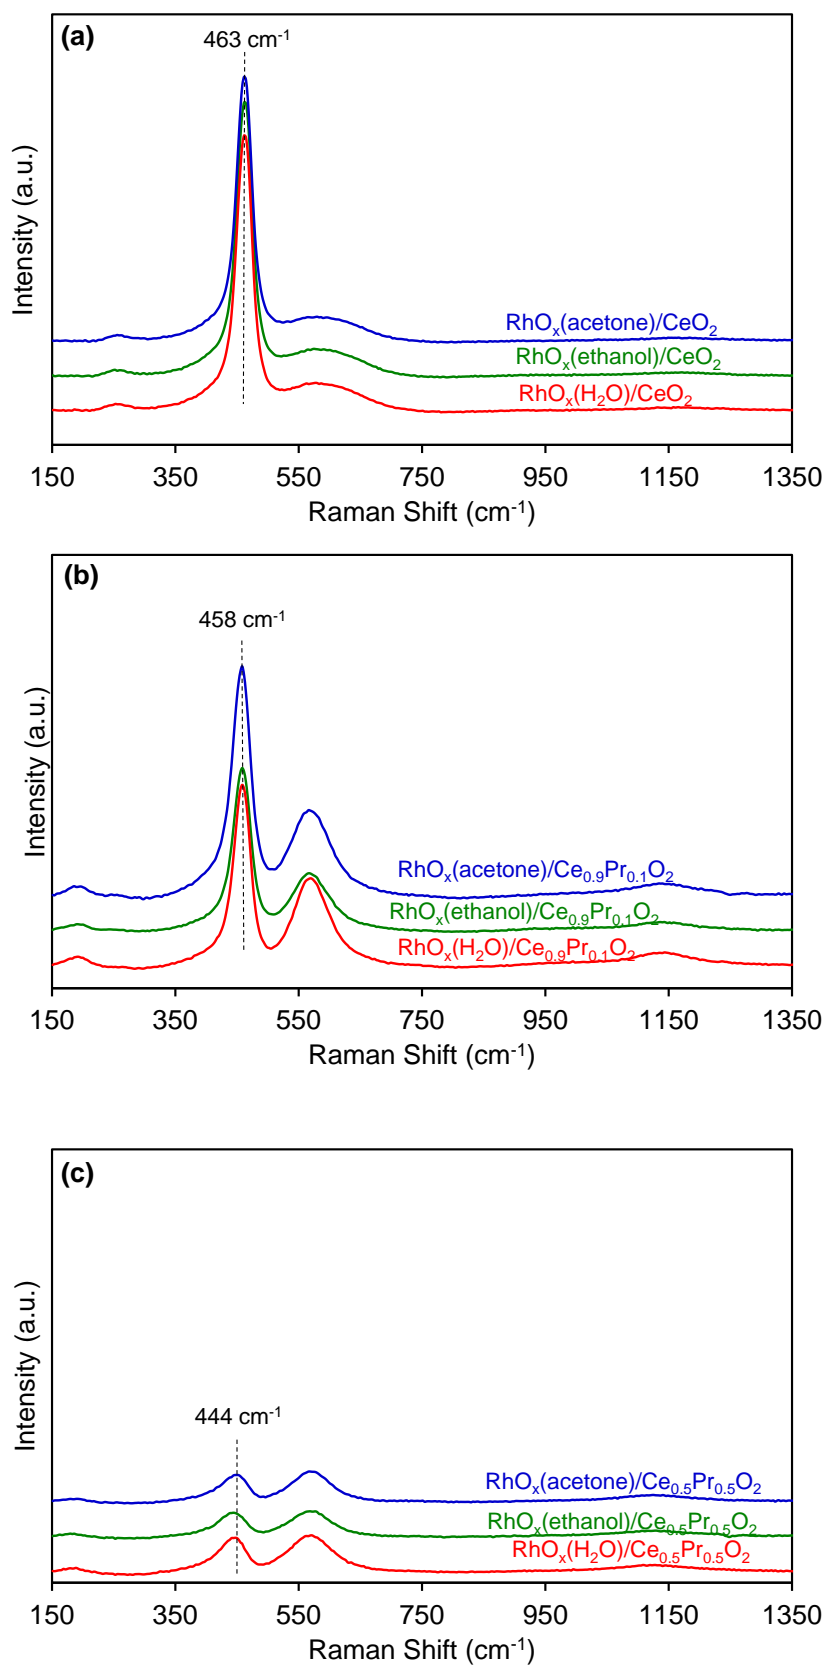 (a)
463 cm⁻¹
Intensity (a.u.)
RhOₓ(acetone)/CeO₂
RhOₓ(ethanol)/CeO₂
RhOₓ(H₂O)/CeO₂
150 350 550 750 950 1150 1350
Raman Shift (cm⁻¹)
(b)
458 cm⁻¹
Intensity (a.u.)
RhOₓ(acetone)/Ce₀.₉Pr₀.₁O₂
RhOₓ(ethanol)/Ce₀.₉Pr₀.₁O₂
RhOₓ(H₂O)/Ce₀.₉Pr₀.₁O₂
150 350 550 750 950 1150 1350
Raman Shift (cm⁻¹)
(c)
444 cm⁻¹
Intensity (a.u.)
RhOₓ(acetone)/Ce₀.₅Pr₀.₅O₂
RhOₓ(ethanol)/Ce₀.₅Pr₀.₅O₂
RhOₓ(H₂O)/Ce₀.₅Pr₀.₅O₂
150 350 550 750 950 1150 1350
Raman Shift (cm⁻¹)